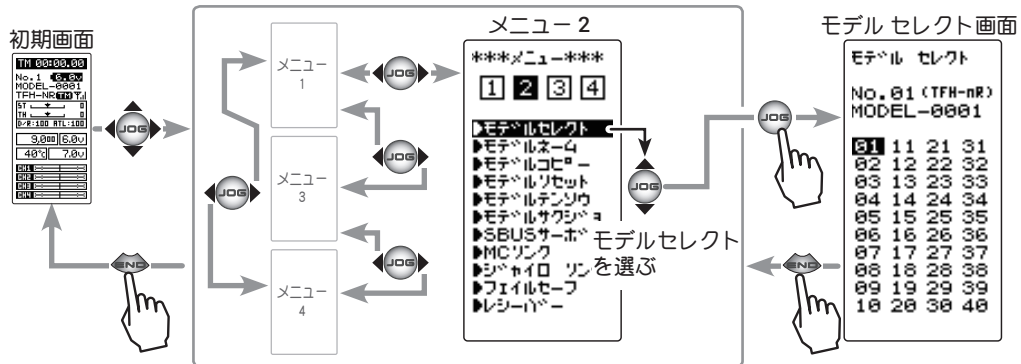 初期画面
TM 00:00.00
No.1 6.0v
MODEL-0001
TFH-NR TM
ST 0
TH 0
D/R:100 ATL:100
9,000 6.0v
40℃ 7.0v
CH1
CH2
CH3
CH4
JOG
END
メニュー
1
メニュー
3
メニュー
4
JOG
JOG
JOG
JOG
メニュー 2
***メニュー***
1 2 3 4
▶モデルセレクト
▶モデルネーム
▶モデルコピー
▶モデルリセット
▶モデルテンソウ
▶モデルサクジョ
▶SBUSサーボ
▶MCリンク
▶ジャイロ リン
▶フェイルセーフ
▶レシーバー
JOG
モデルセレクト
を選ぶ
JOG
END
モデル セレクト画面
モデル セレクト
No.01(TFH-nR)
MODEL-0001
01 11 21 31
02 12 22 32
03 13 23 33
04 14 24 34
05 15 25 35
06 16 26 36
07 17 27 37
08 18 28 38
09 19 29 39
10 20 30 40